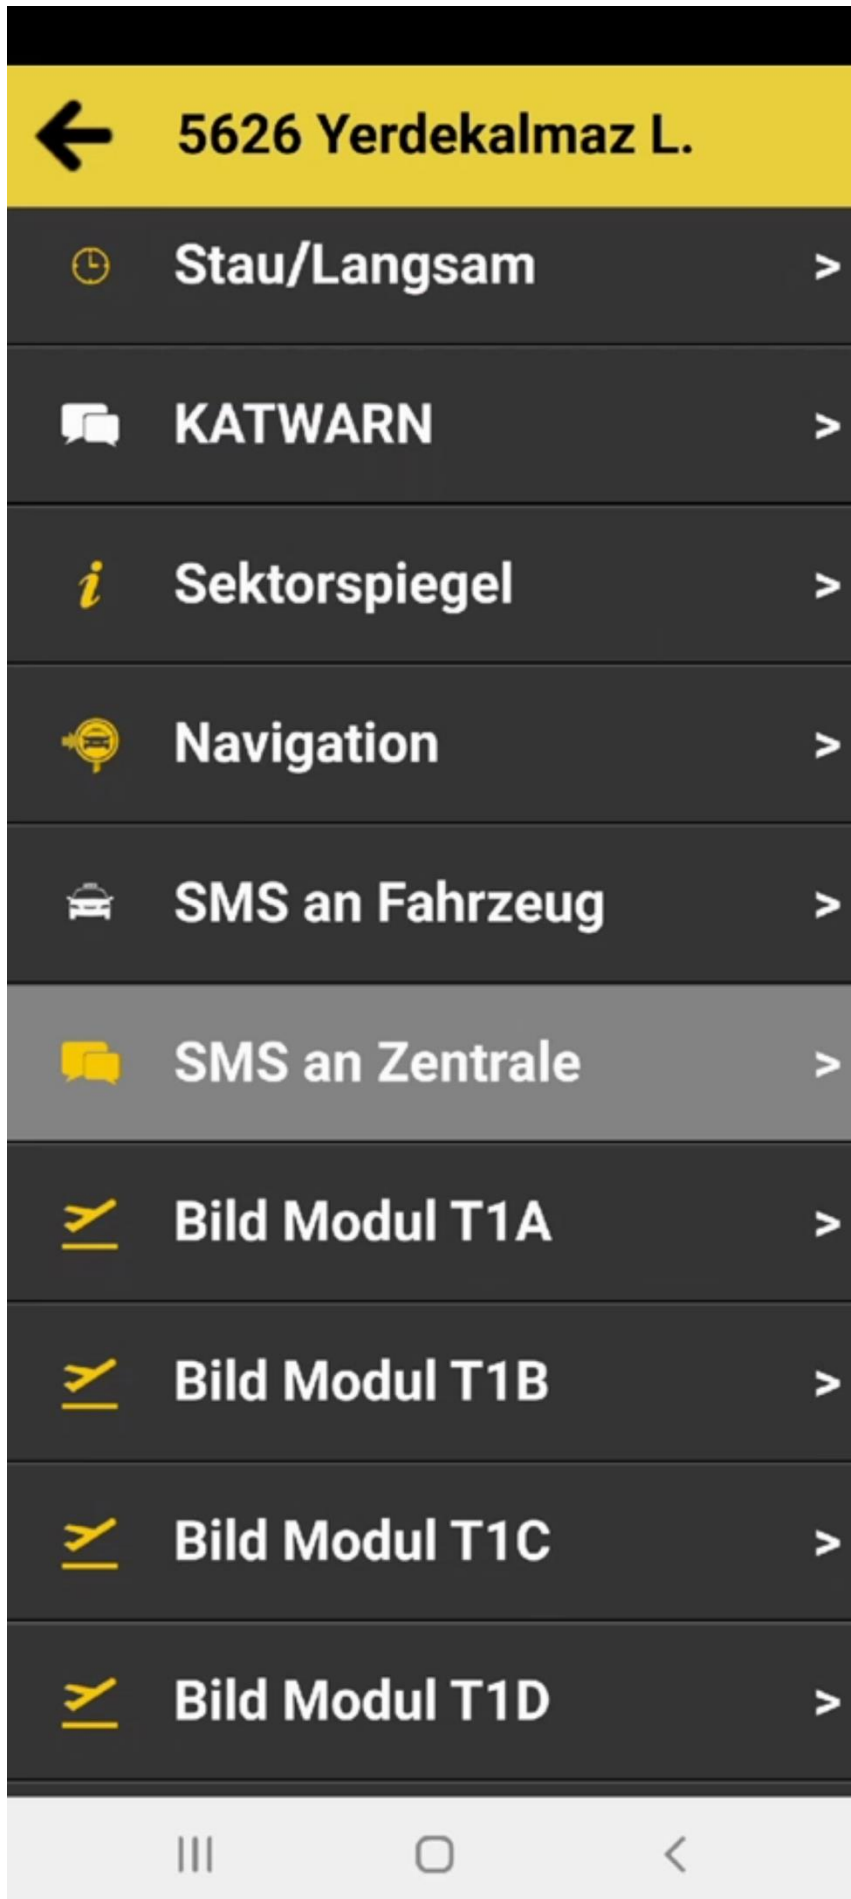 5626 Yerdekalmaz L.
Stau/Langsam >
KATWARN >
Sektorspiegel >
Navigation >
SMS an Fahrzeug >
SMS an Zentrale >
Bild Modul T1A >
Bild Modul T1B >
Bild Modul T1C >
Bild Modul T1D >